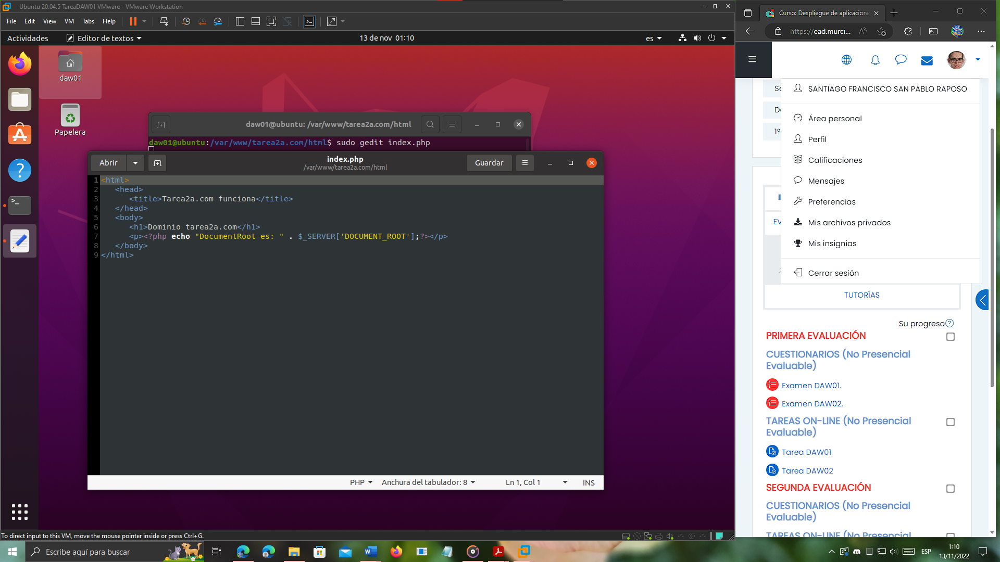 Ubuntu 20.04.5 TareaDAW01 VMware - VMware Workstation
File Edit View VM Tabs Help
Actividades
Editor de textos
13 de nov 01:10
es
daw01
Papelera
daw01@ubuntu: /var/www/tarea2a.com/html
daw01@ubuntu:/var/www/tarea2a.com/html$ sudo gedit index.php
Abrir
index.php
/var/www/tarea2a.com/html
Guardar
1 <html>
2 <head>
3 <title>Tarea2a.com funciona</title>
4 </head>
5 <body>
6 <h1>Dominio tarea2a.com</h1>
7 <p><?php echo "DocumentRoot es: " . $_SERVER['DOCUMENT_ROOT'];?></p>
8 </body>
9 </html>
PHP
Anchura del tabulador: 8
Ln 1, Col 1
INS
To direct input to this VM, move the mouse pointer inside or press Ctrl+G.
Curso: Despliegue de aplicacione
https://ead.murci...
SANTIAGO FRANCISCO SAN PABLO RAPOSO
Área personal
Perfil
Calificaciones
Mensajes
Preferencias
Mis archivos privados
Mis insignias
Cerrar sesión
Se
1ª
EV
TUTORÍAS
Su progreso
PRIMERA EVALUACIÓN
CUESTIONARIOS (No Presencial
Evaluable)
Examen DAW01.
Examen DAW02.
TAREAS ON-LINE (No Presencial
Evaluable)
Tarea DAW01
Tarea DAW02
SEGUNDA EVALUACIÓN
CUESTIONARIOS (No Presencial
Evaluable)
TAREAS ON-LINE (No Presencial
Escribe aquí para buscar
ESP
1:10
13/11/2022